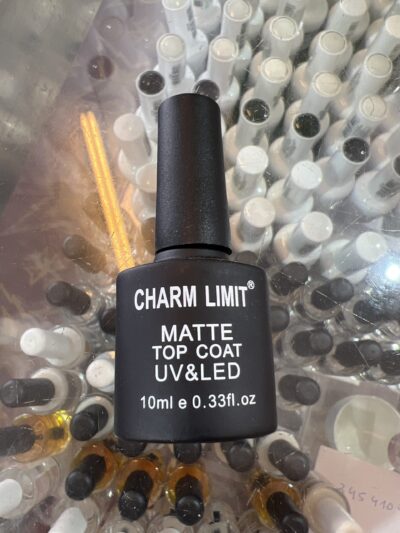 CHARM LIMIT®
MATTE
TOP COAT
UV&LED
10ml e 0.33fl.oz